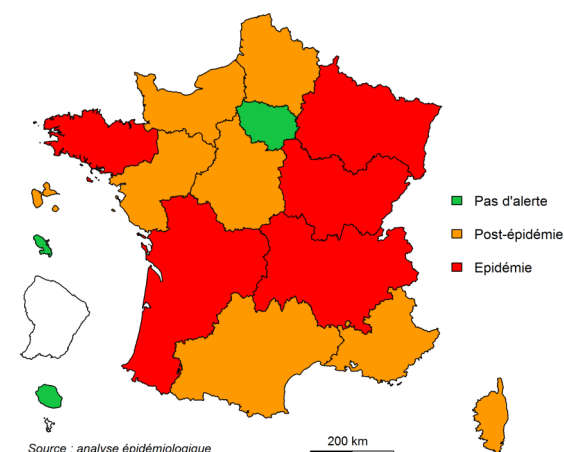 Pas d'alerte
Post-épidémie
Epidémie
200 km
Source : analyse épidémiologique